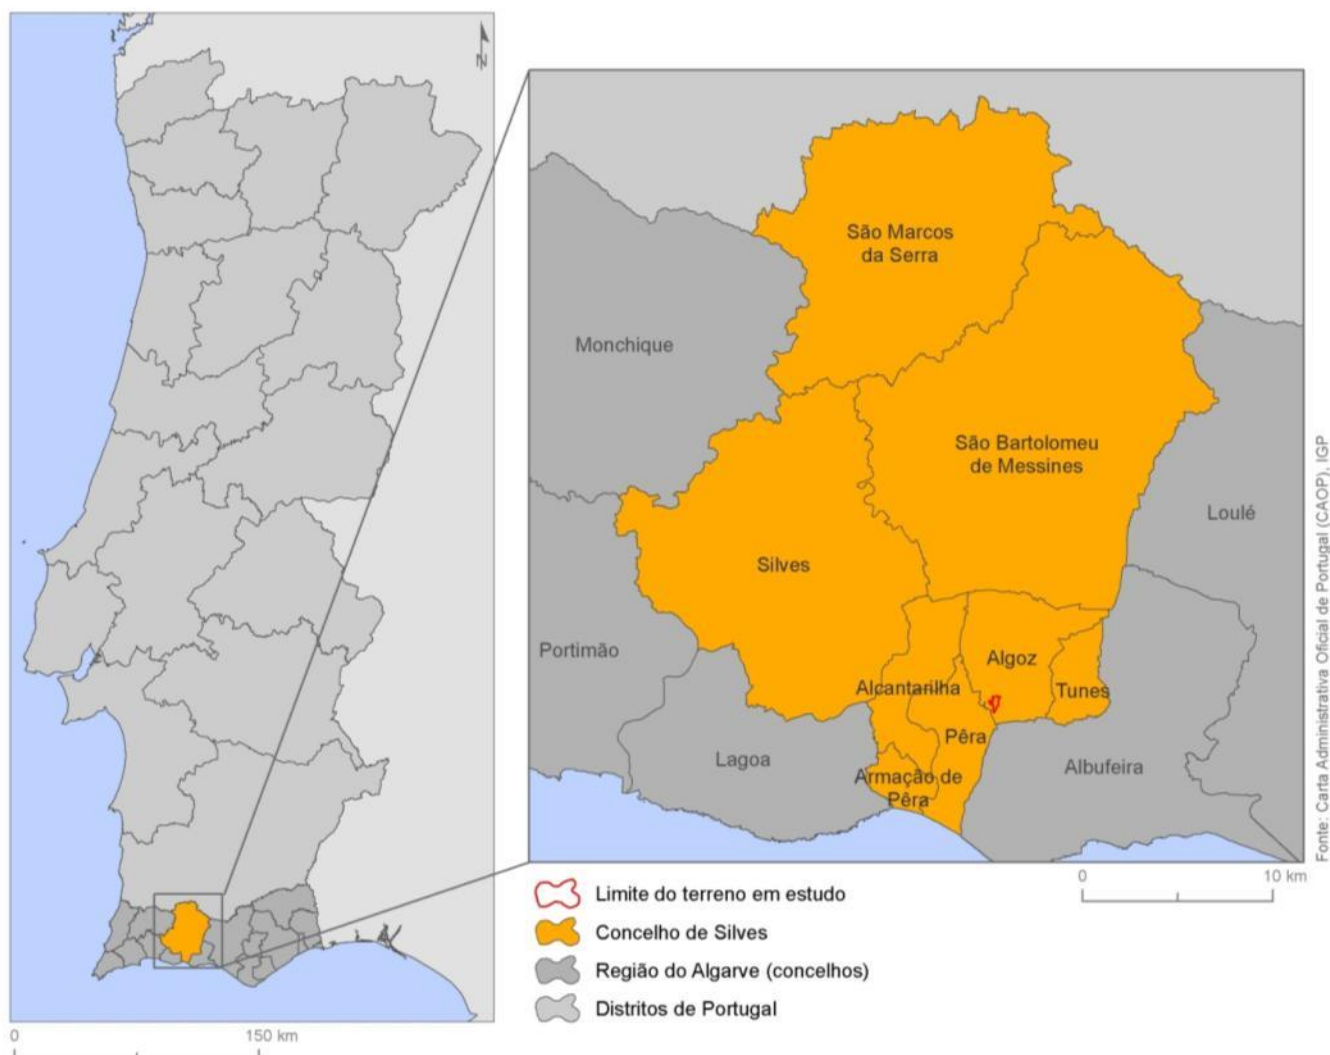 N
São Marcos
da Serra
Monchique
São Bartolomeu
de Messines
Loulé
Silves
Portimão
Algoz
Alcantarilha
Tunes
Pêra
Lagoa
Albufeira
Armação de
Pêra
Fonte: Carta Administrativa Oficial de Portugal (CAOP), IGP
0 10 km
Limite do terreno em estudo
Concelho de Silves
Região do Algarve (concelhos)
Distritos de Portugal
0 150 km